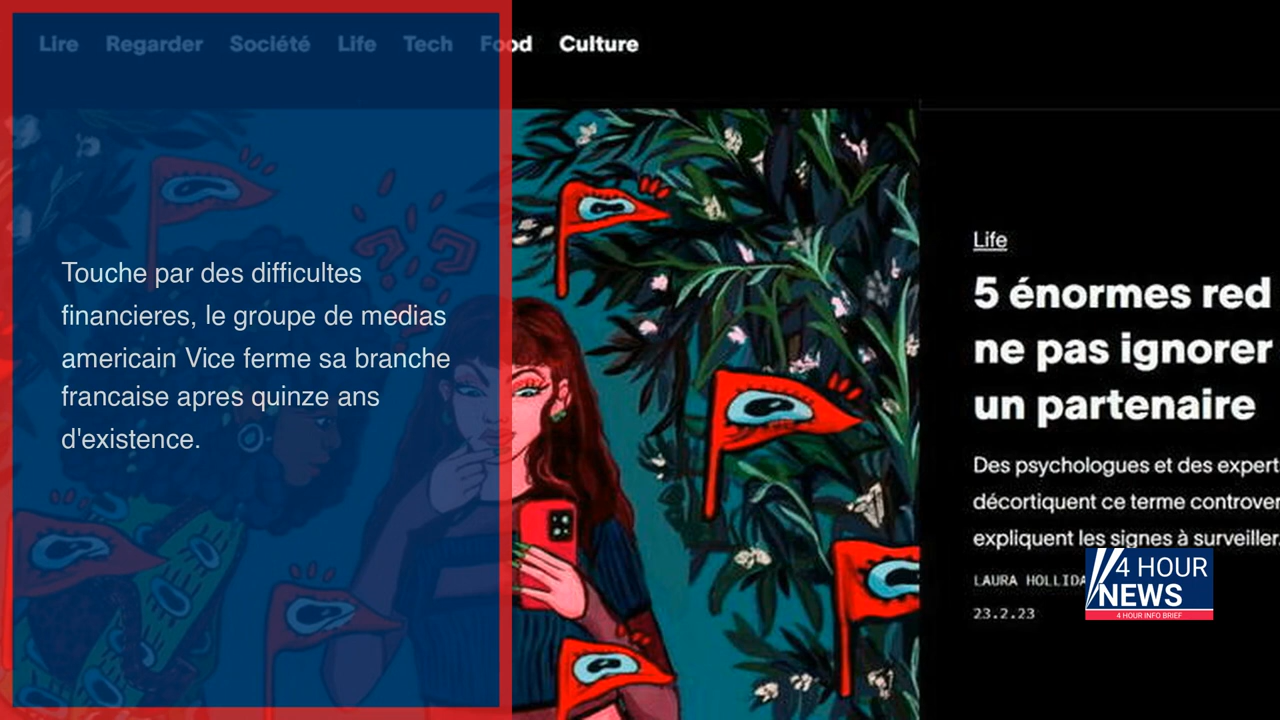 Lire Regarder Société Life Tech Food Culture
Touche par des difficultes
financieres, le groupe de medias
americain Vice ferme sa branche
francaise apres quinze ans
d'existence.
Life
5 énormes red
ne pas ignorer
un partenaire
Des psychologues et des expert
décortiquent ce terme controver
expliquent les signes à surveiller.
LAURA HOLLIDA
23.2.23
4 HOUR
NEWS
4 HOUR INFO BRIEF